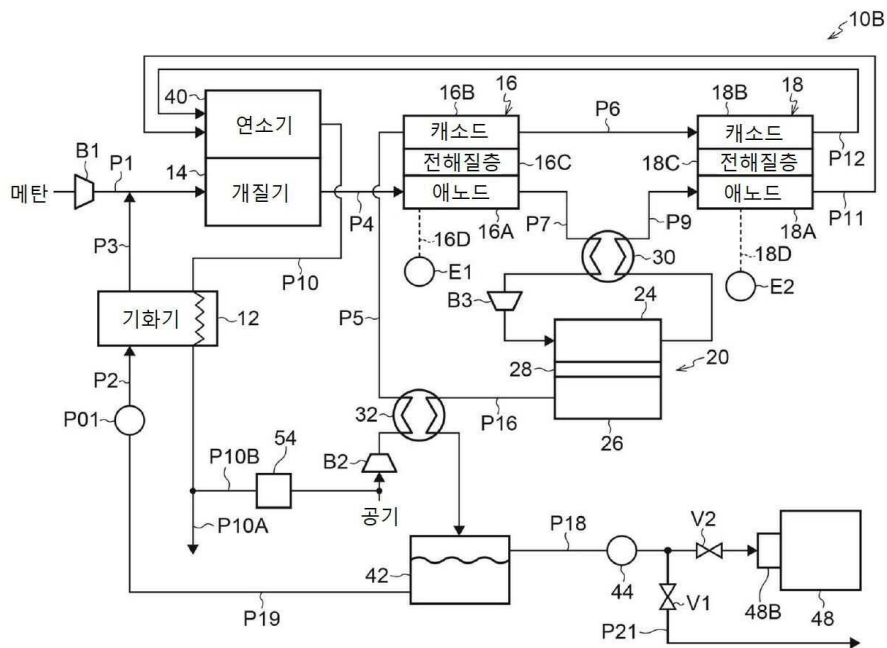 10B
16B 16
P6
18B 18
40
연소기
캐소드
캐소드
P12
B1
P1
14
전해질층
16C
18C
전해질층
메탄
개질기
P4
애노드
애노드
P11
P3
16A
P7
P9
18A
P10
16D
30
18D
E1
E2
B3
기화기
12
P5
24
28
20
P2
32
P16
26
P01
54
B2
P10B
공기
P10A
P18
V2
42
44
48B
48
V1
P19
P21